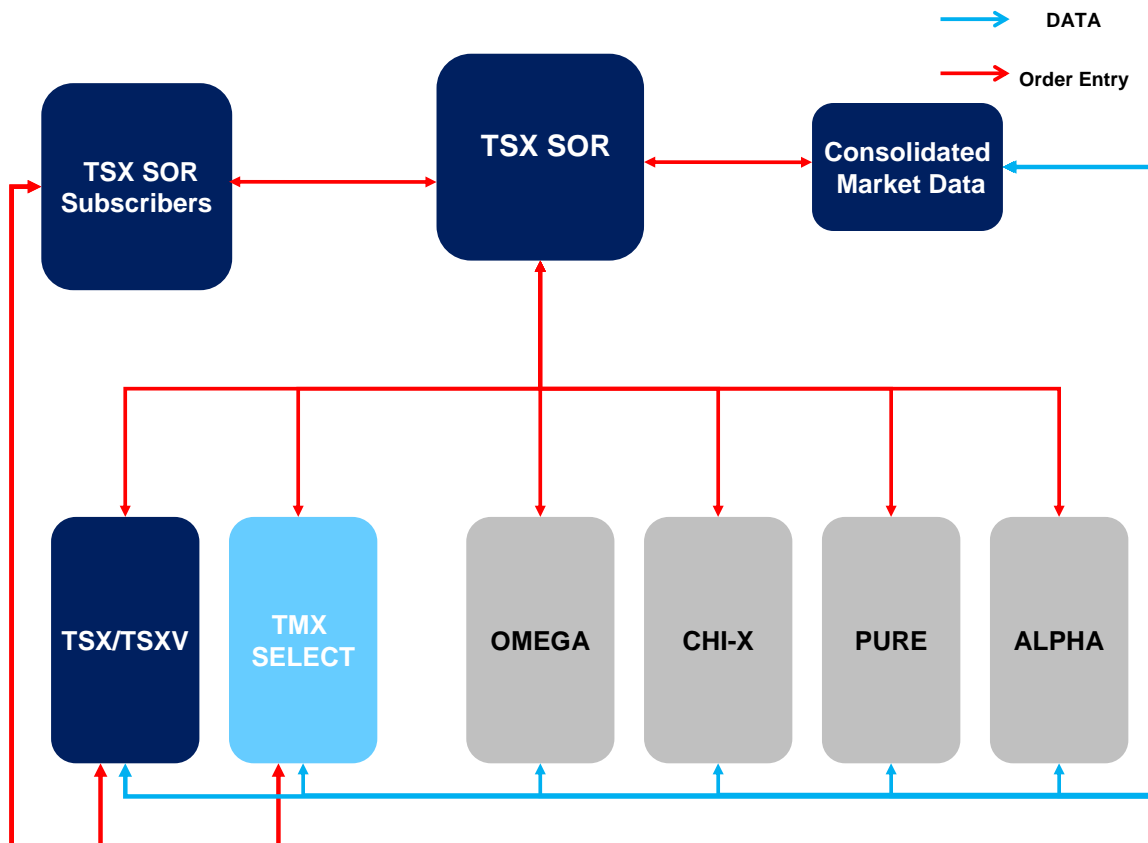 DATA
Order Entry
TSX SOR
Subscribers
TSX SOR
Consolidated
Market Data
TSX/TSXV
TMX
SELECT
OMEGA
CHI-X
PURE
ALPHA